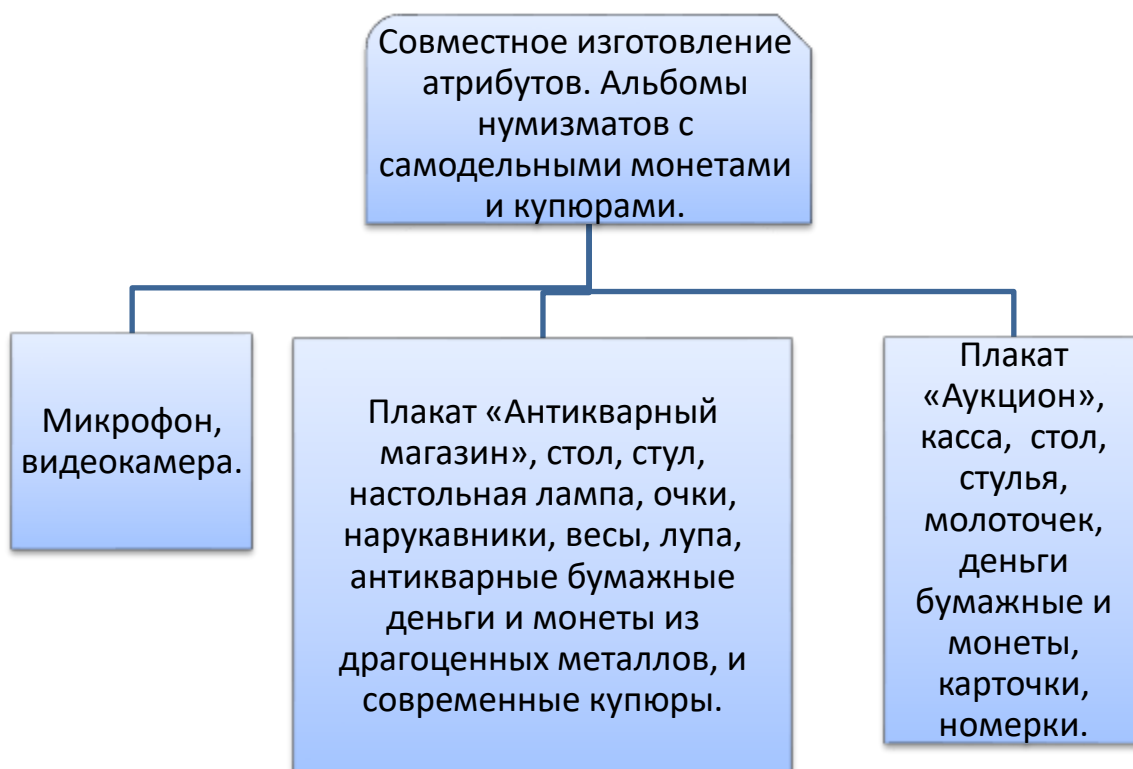 Совместное изготовление
атрибутов. Альбомы
нумизматов с
самодельными монетами
и купюрами.
Микрофон,
видеокамера.
Плакат «Антикварный
магазин», стол, стул,
настольная лампа, очки,
нарукавники, весы, лупа,
антикварные бумажные
деньги и монеты из
драгоценных металлов, и
современные купюры.
Плакат
«Аукцион»,
касса, стол,
стулья,
молоточек,
деньги
бумажные и
монеты,
карточки,
номерки.